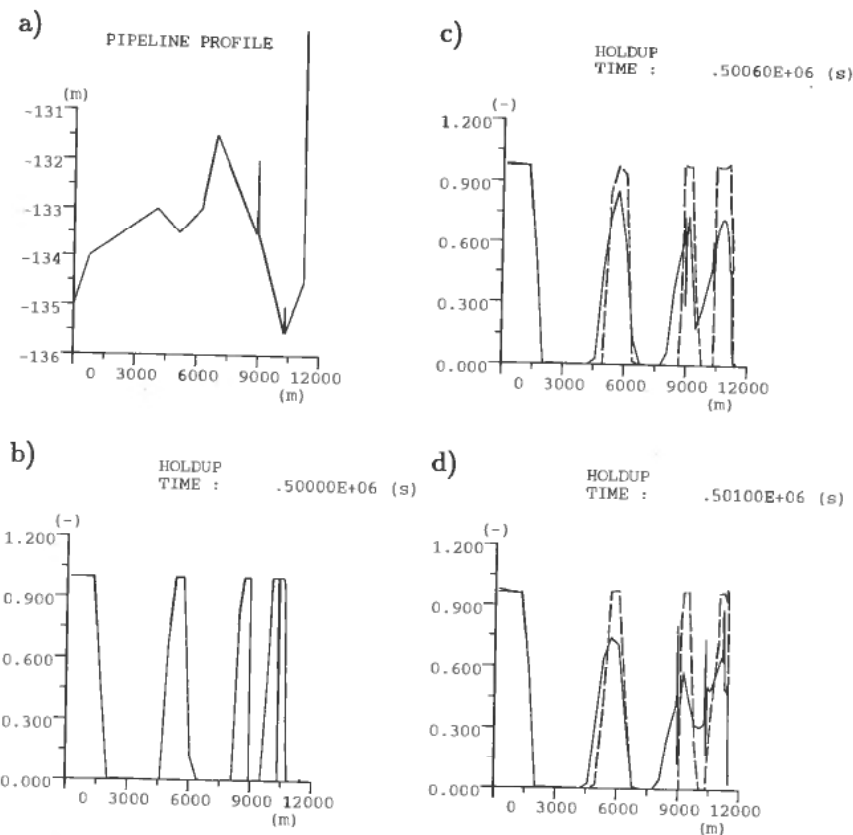 a)
PIPELINE PROFILE
(m)
-131
-132
-133
-134
-135
-136
0 3000 6000 9000 12000
(m)
b)
HOLDUP
TIME : .50000E+06 (s)
(-)
1.200
0.900
0.600
0.300
0.000
0 3000 6000 9000 12000
(m)
c)
HOLDUP
TIME : .50060E+06 (s)
(-)
1.200
0.900
0.600
0.300
0.000
0 3000 6000 9000 12000
(m)
d)
HOLDUP
TIME : .50100E+06 (s)
(-)
1.200
0.900
0.600
0.300
0.000
0 3000 6000 9000 12000
(m)